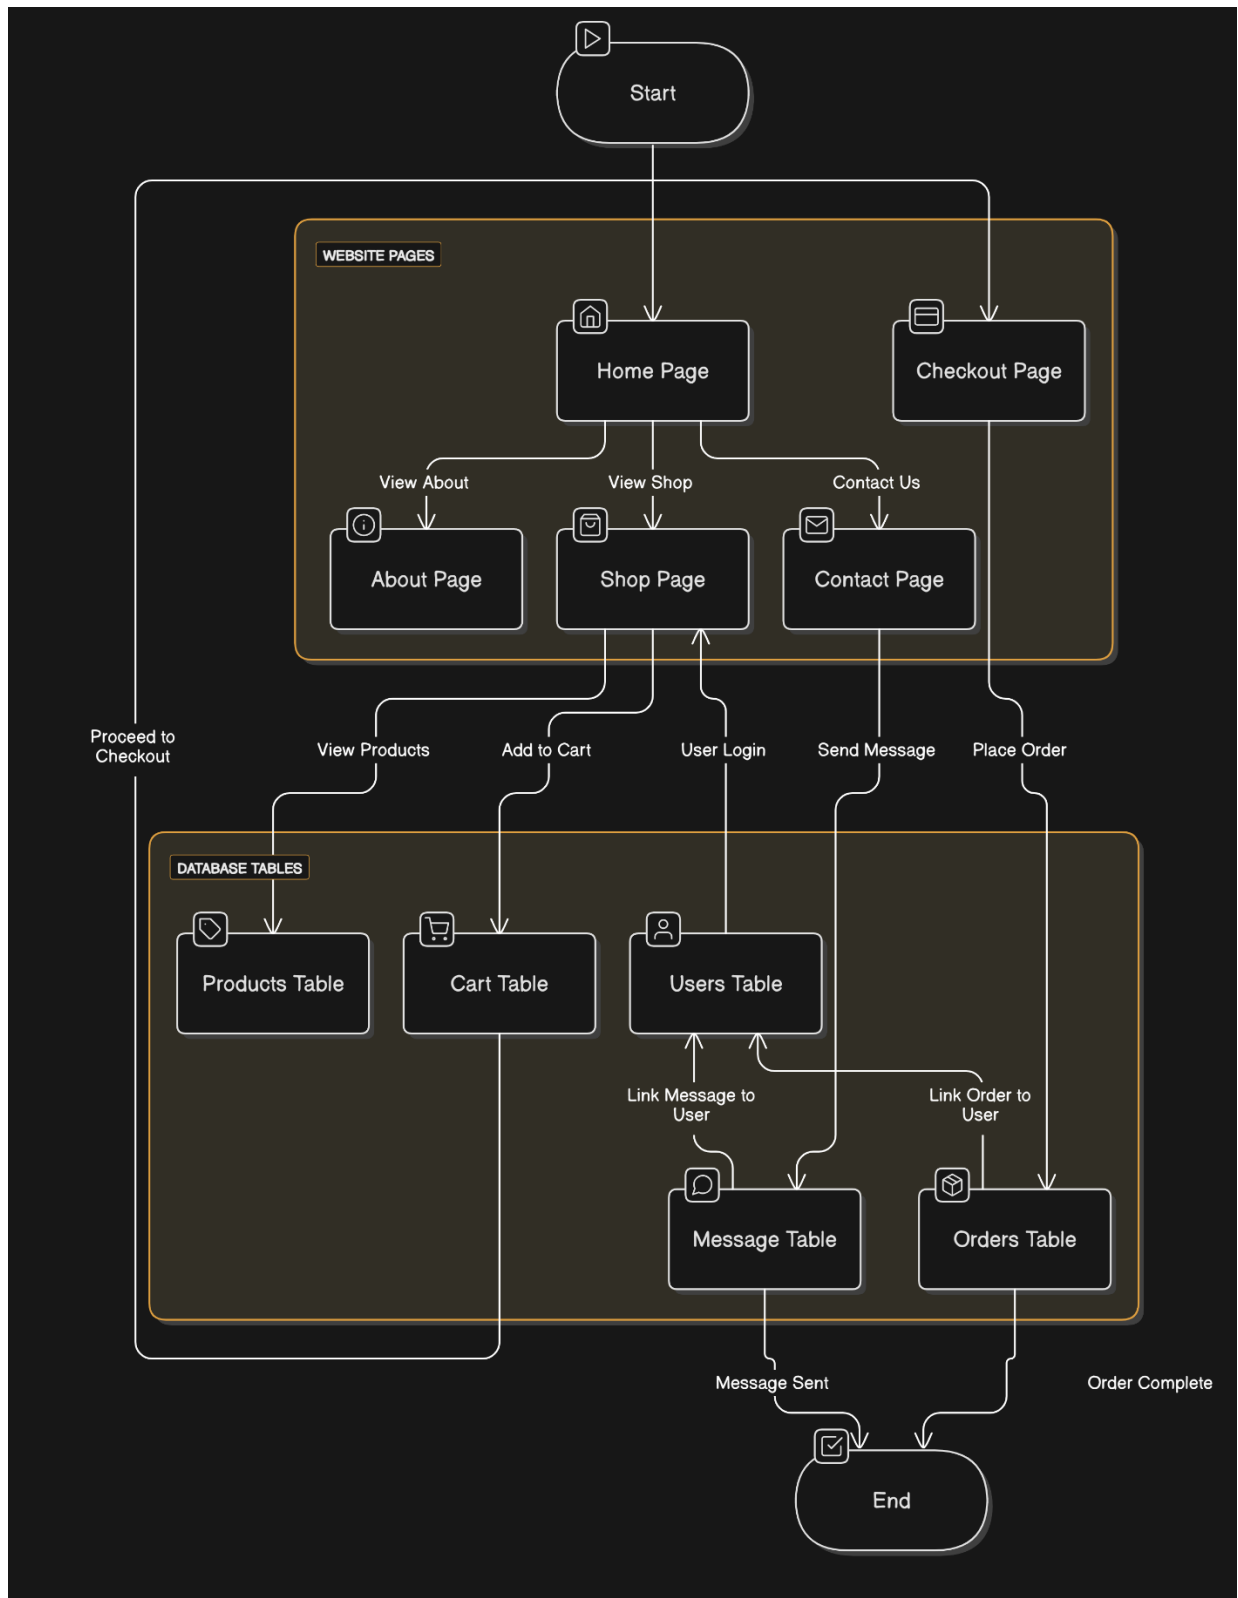 Start
WEBSITE PAGES
Home Page
Checkout Page
View About
View Shop
Contact Us
About Page
Shop Page
Contact Page
Proceed to
Checkout
View Products
Add to Cart
User Login
Send Message
Place Order
DATABASE TABLES
Products Table
Cart Table
Users Table
Link Message to
User
Link Order to
User
Message Table
Orders Table
Message Sent
Order Complete
End